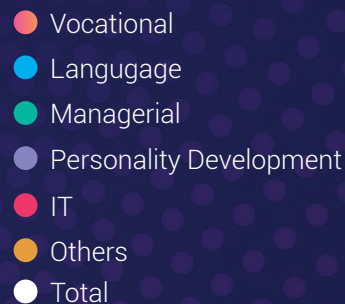 Vocational
Langugage
Managerial
Personality Development
IT
Others
Total